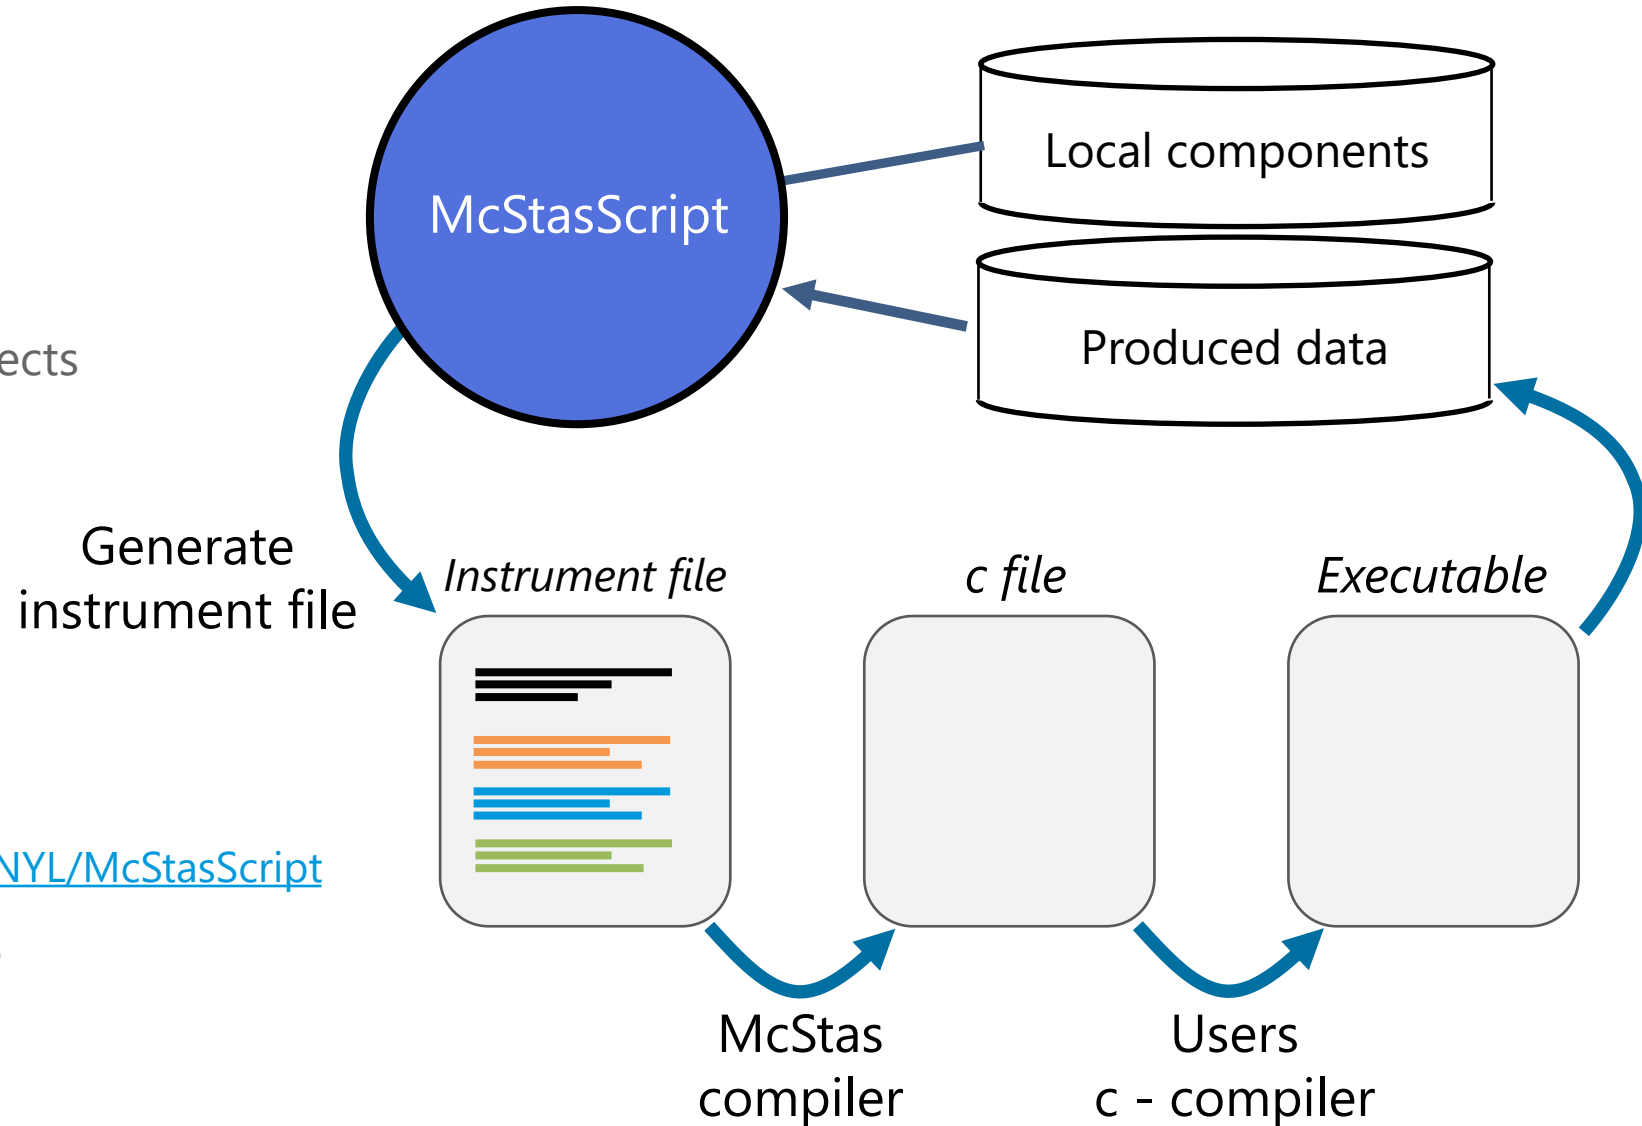 McStasScript
Local components
Produced data
ects
Generate
instrument file
Instrument file
c file
Executable
NYL/McStasScript
McStas
compiler
Users
c - compiler